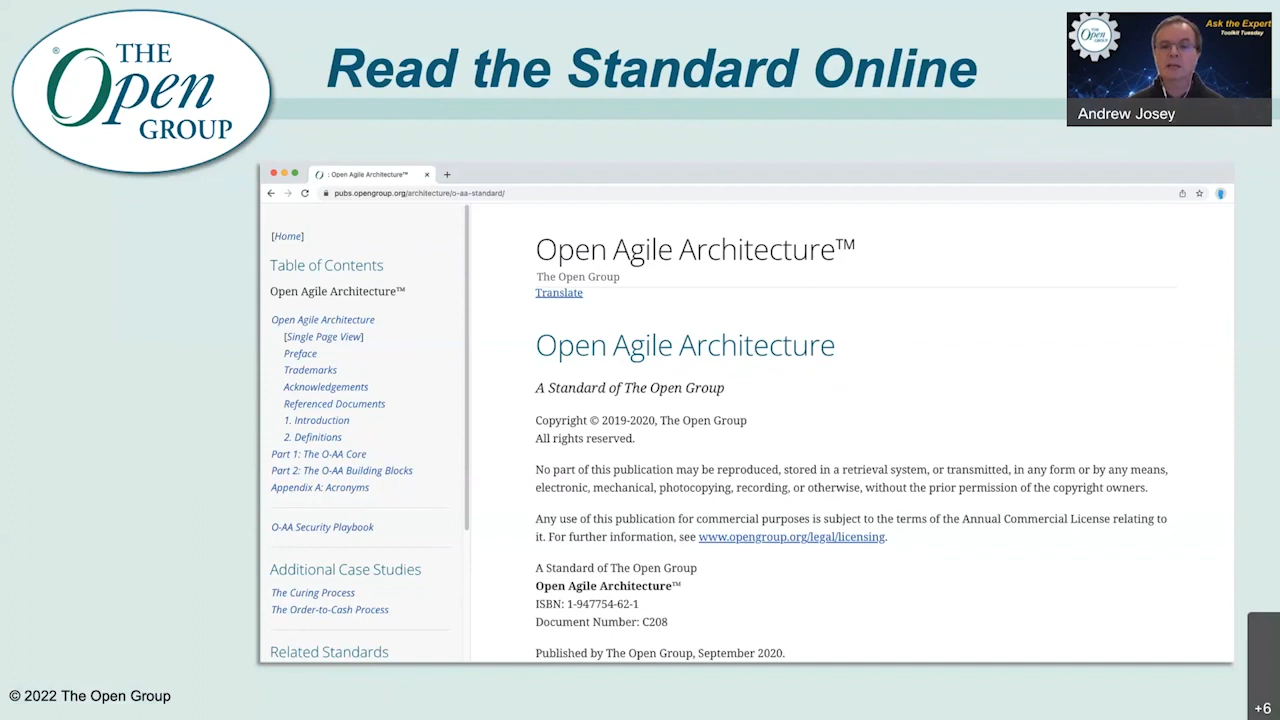 THE
Open
GROUP
®
Read the Standard Online
THE
Open
GROUP
Ask the Expert
Toolkit Tuesday
Andrew Josey
: Open Agile Architecture™
pubs.opengroup.org/architecture/o-aa-standard/
[Home]
Table of Contents
Open Agile Architecture™
Open Agile Architecture
[Single Page View]
Preface
Trademarks
Acknowledgements
Referenced Documents
1. Introduction
2. Definitions
Part 1: The O-AA Core
Part 2: The O-AA Building Blocks
Appendix A: Acronyms
O-AA Security Playbook
Additional Case Studies
The Curing Process
The Order-to-Cash Process
Related Standards
Open Agile Architecture™
The Open Group
Translate
Open Agile Architecture
A Standard of The Open Group
Copyright © 2019-2020, The Open Group
All rights reserved.
No part of this publication may be reproduced, stored in a retrieval system, or transmitted, in any form or by any means,
electronic, mechanical, photocopying, recording, or otherwise, without the prior permission of the copyright owners.
Any use of this publication for commercial purposes is subject to the terms of the Annual Commercial License relating to
it. For further information, see www.opengroup.org/legal/licensing.
A Standard of The Open Group
Open Agile Architecture™
ISBN: 1-947754-62-1
Document Number: C208
Published by The Open Group, September 2020.
© 2022 The Open Group
+6